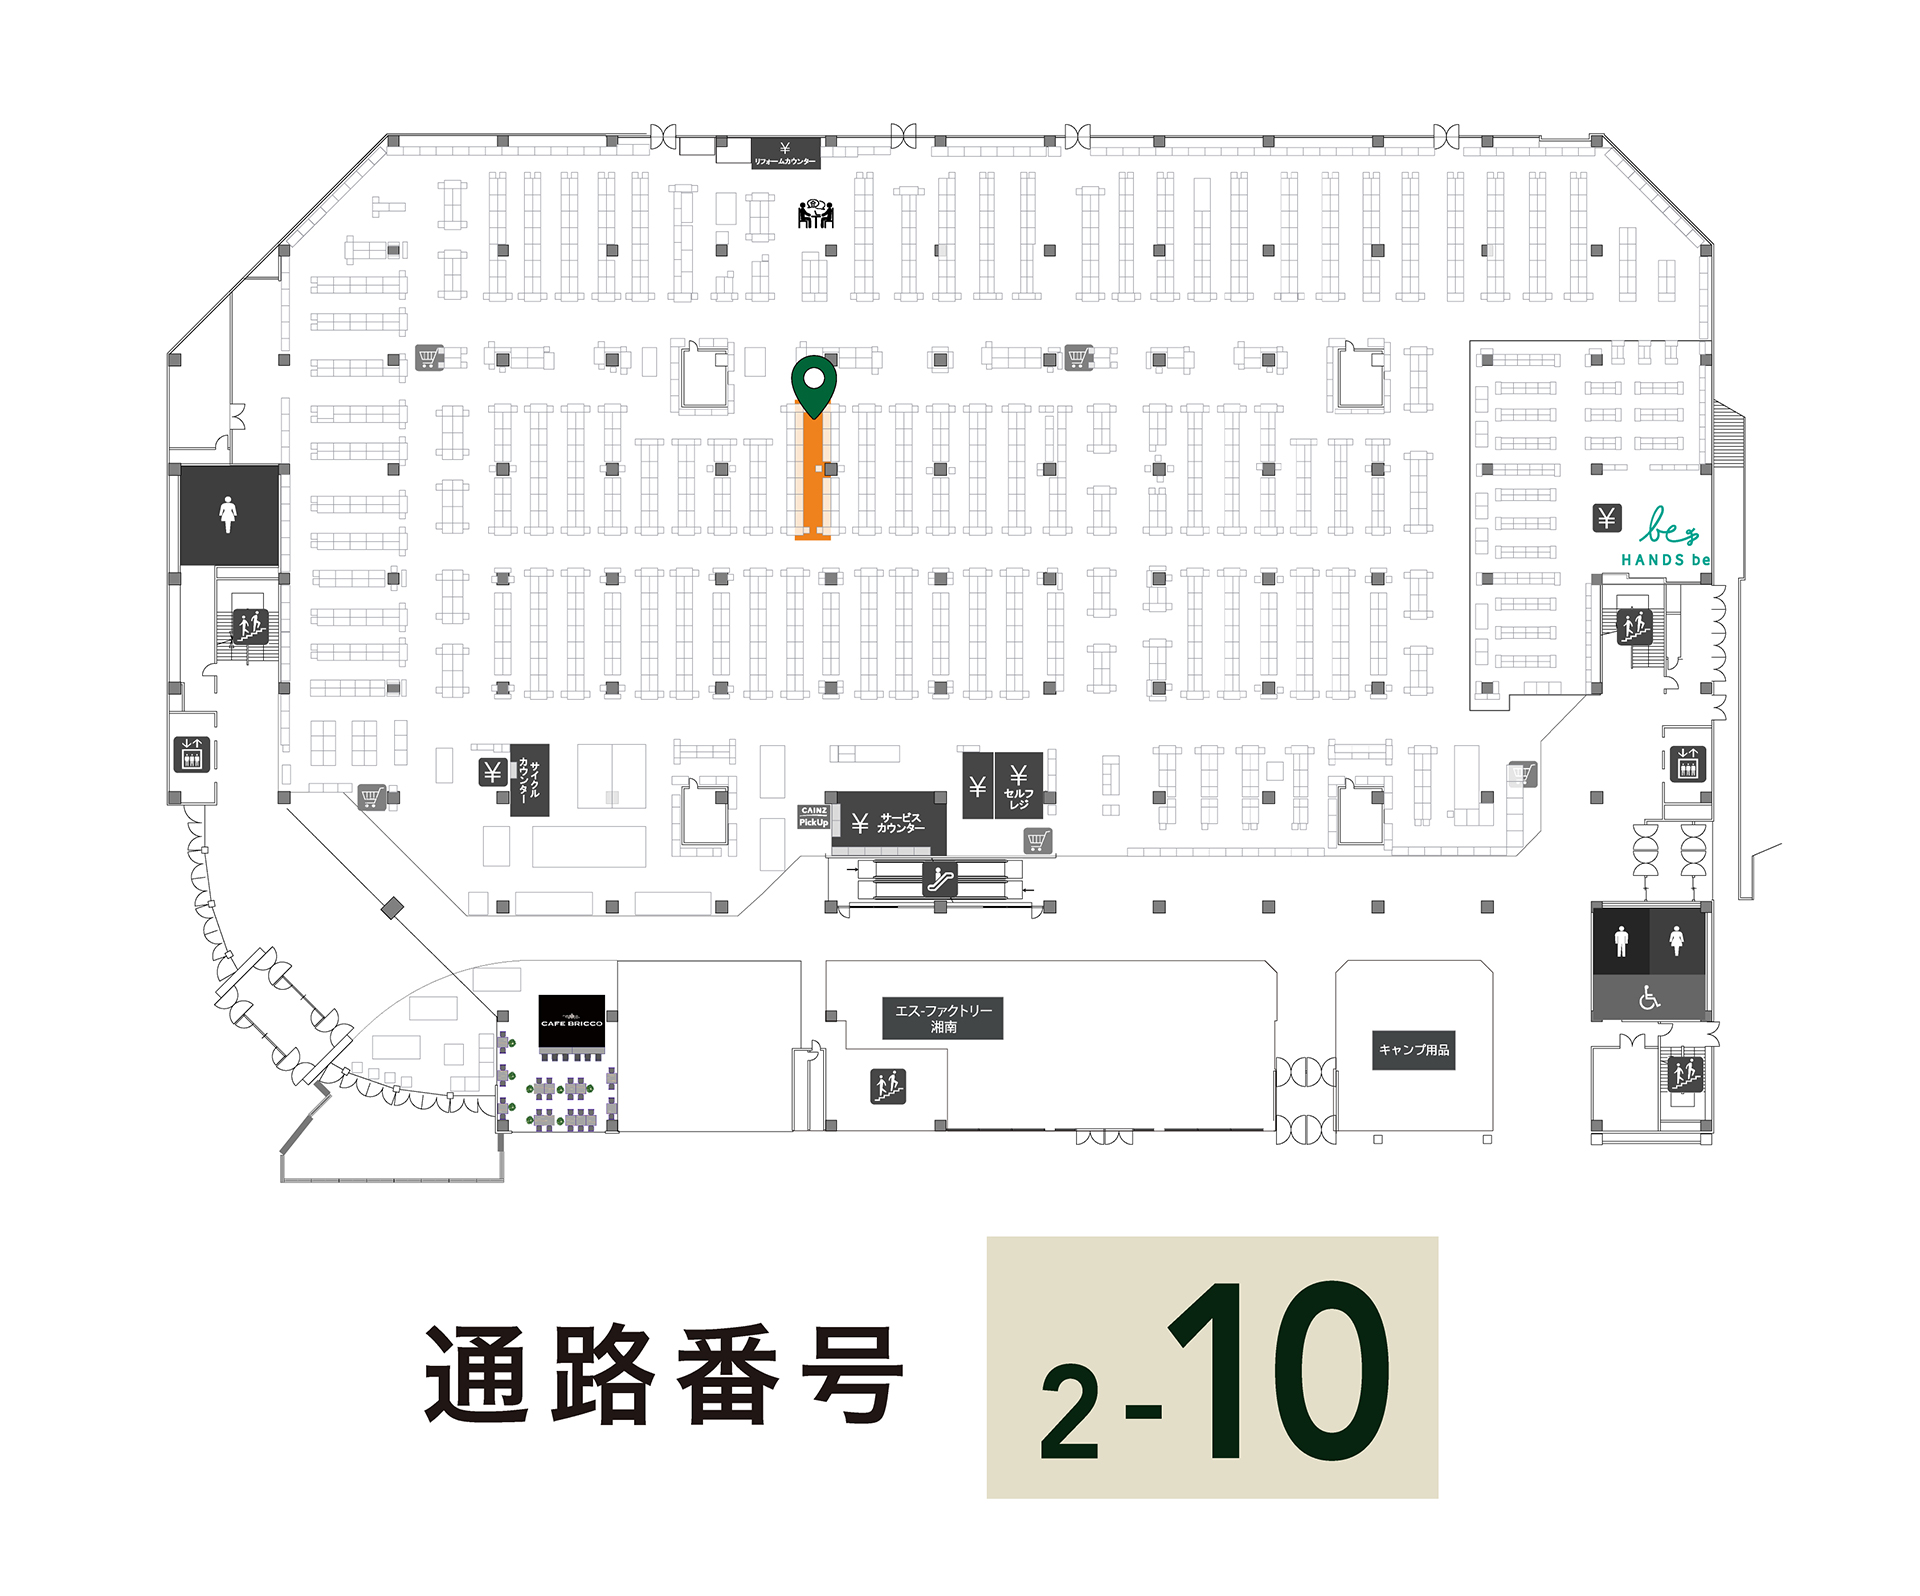 ¥
リフォームカウンター
¥
be
HANDS be
¥
サイクル
カウンター
¥
¥
セルフ
レジ
CAINZ
PickUp
¥
サービス
カウンター
CAFE BRICCO
エス-ファクトリー
湘南
キャンプ用品
通路番号
2-10